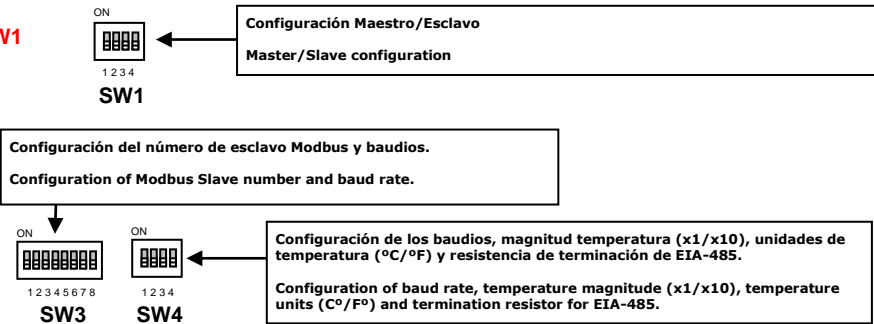 W1
ON
1 2 3 4
SW1
Configuración Maestro/Esclavo
Master/Slave configuration
Configuración del número de esclavo Modbus y baudios.
Configuration of Modbus Slave number and baud rate.
ON
1 2 3 4 5 6 7 8
SW3
ON
1 2 3 4
SW4
Configuración de los baudios, magnitud temperatura (x1/x10), unidades de
temperatura (ºC/ºF) y resistencia de terminación de EIA-485.
Configuration of baud rate, temperature magnitude (x1/x10), temperature
units (Cº/Fº) and termination resistor for EIA-485.